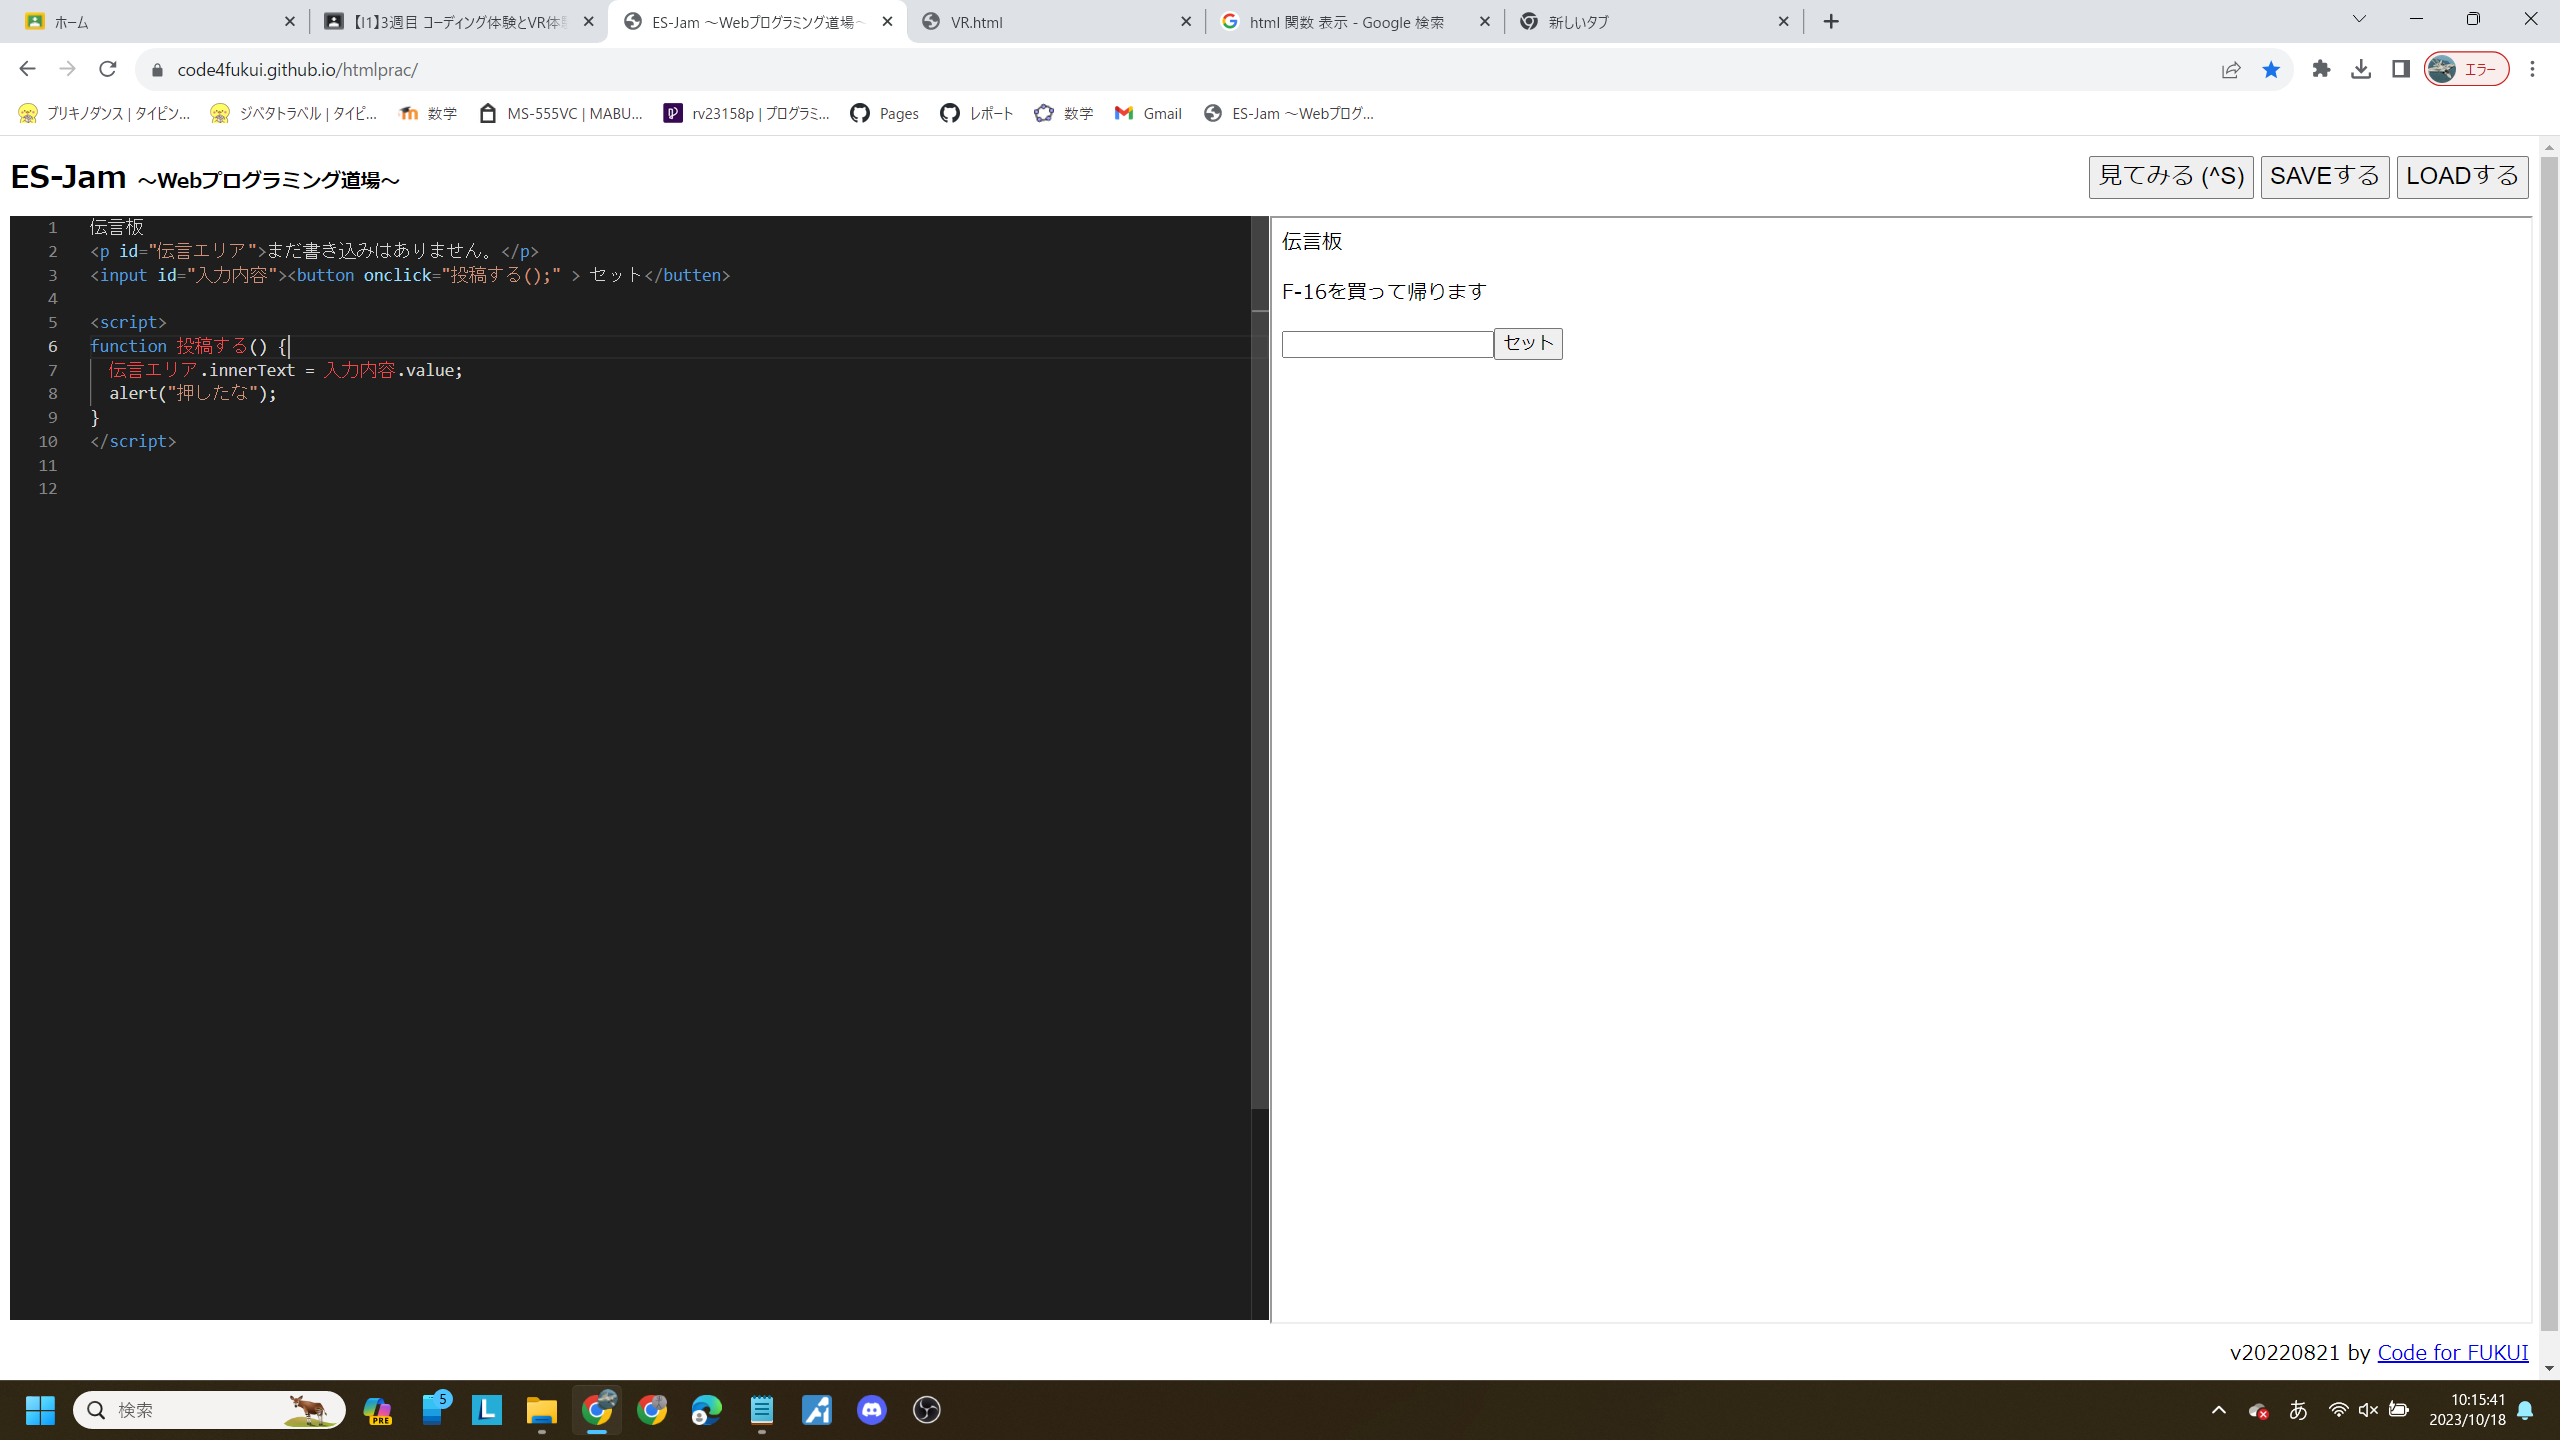 ホーム
【I1】3週目 コーディング体験とVR体
ES-Jam ～Webプログラミング道場～
VR.html
html 関数 表示 - Google 検索
新しいタブ
code4fukui.github.io/htmlprac/
エラー
ブリキノダンス | タイピン...
ジベタトラベル | タイピ...
数学
MS-555VC | MABU...
rv23158p | プログラミ...
Pages
レポート
数学
Gmail
ES-Jam ～Webプログ...
ES-Jam ～Webプログラミング道場～
見てみる (^S)
SAVEする
LOADする
1 伝言板
2 <p id="伝言エリア">まだ書き込みはありません。</p>
3 <input id="入力内容"><button onclick="投稿する();" > セット</butten>
4
5 <script>
6 function 投稿する() {
7 伝言エリア.innerText = 入力内容.value;
8 alert("押したな");
9 }
10 </script>
11
12
伝言板
F-16を買って帰ります
セット
v20220821 by Code for FUKUI
検索
PRE
5
L
あ
10:15:41
2023/10/18